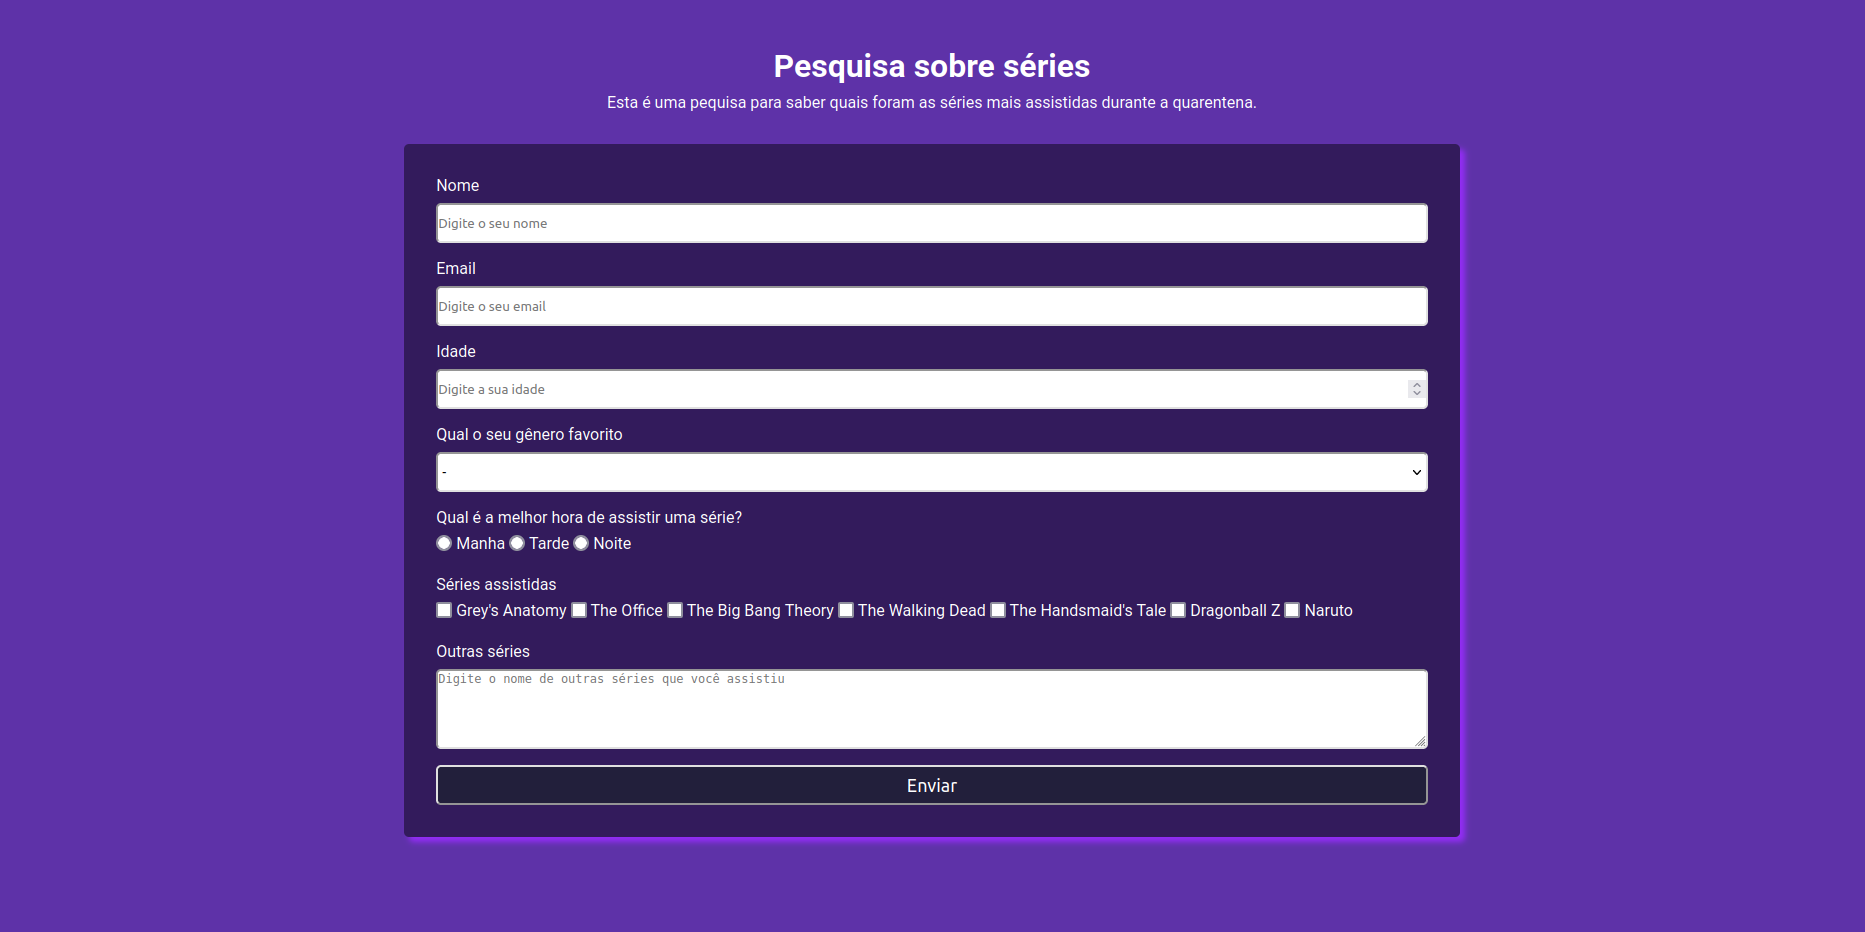 Pesquisa sobre séries
Esta é uma pequisa para saber quais foram as séries mais assistidas durante a quarentena.
Nome
Digite o seu nome
Email
Digite o seu email
Idade
Digite a sua idade
Qual o seu gênero favorito
-
Qual é a melhor hora de assistir uma série?
Manha Tarde Noite
Séries assistidas
Grey's Anatomy The Office The Big Bang Theory The Walking Dead The Handsmaid's Tale Dragonball Z Naruto
Outras séries
Digite o nome de outras séries que você assistiu
Enviar